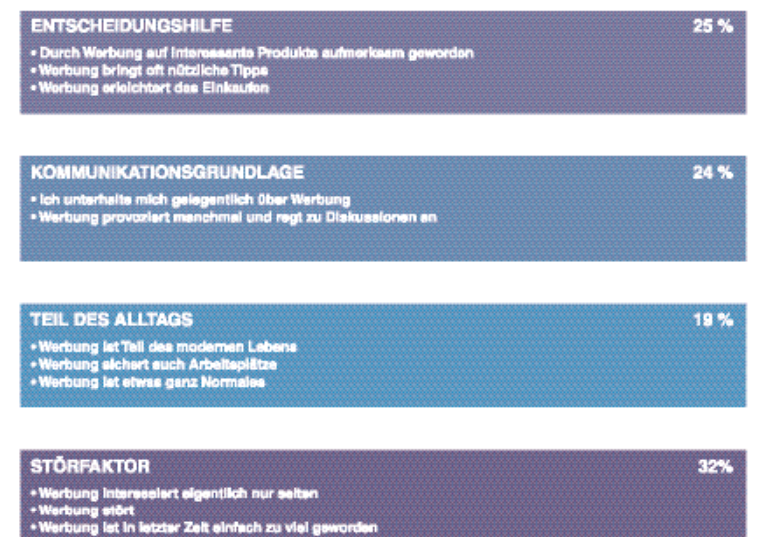 ENTSCHEIDUNGSHILFE 25 %
• Durch Werbung auf interessante Produkte aufmerksam geworden
• Werbung bringt oft nützliche Tipps
• Werbung erleichtert das Einkaufen
KOMMUNIKATIONSGRUNDLAGE 24 %
• Ich unterhalte mich gelegentlich über Werbung
• Werbung provoziert manchmal und regt zu Diskussionen an
TEIL DES ALLTAGS 19 %
• Werbung ist Teil des modernen Lebens
• Werbung sichert auch Arbeitsplätze
• Werbung ist etwas ganz Normales
STÖRFAKTOR 32%
• Werbung interessiert eigentlich nur selten
• Werbung stört
• Werbung ist in letzter Zeit einfach zu viel geworden